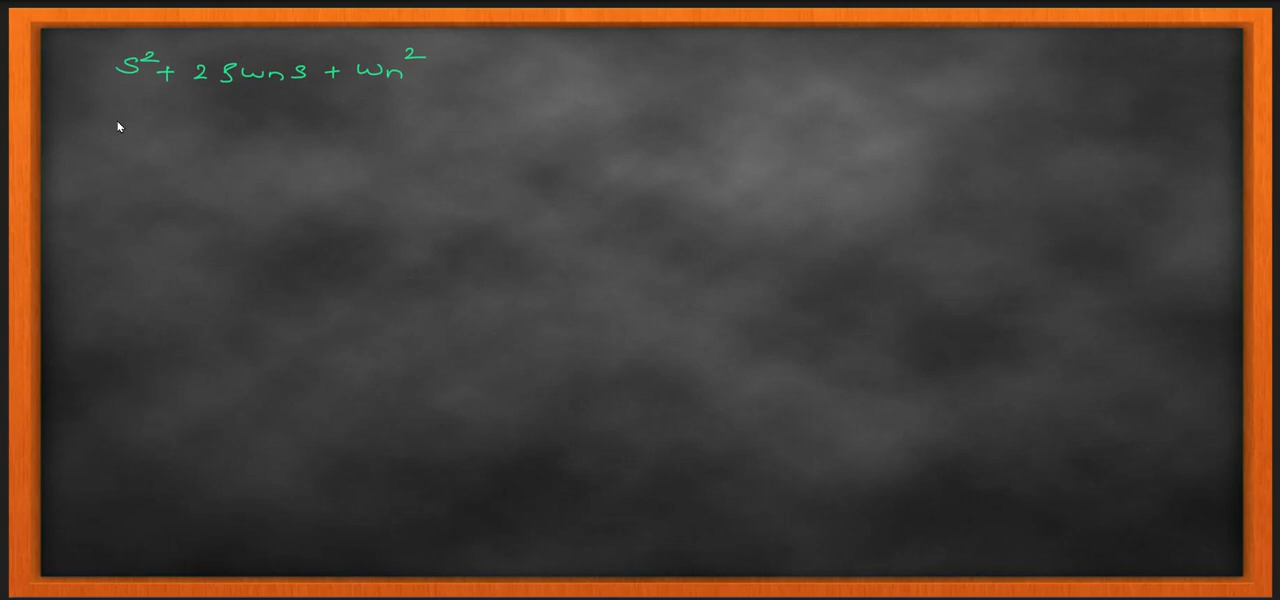 s² + 2 ζωn s + ωn²